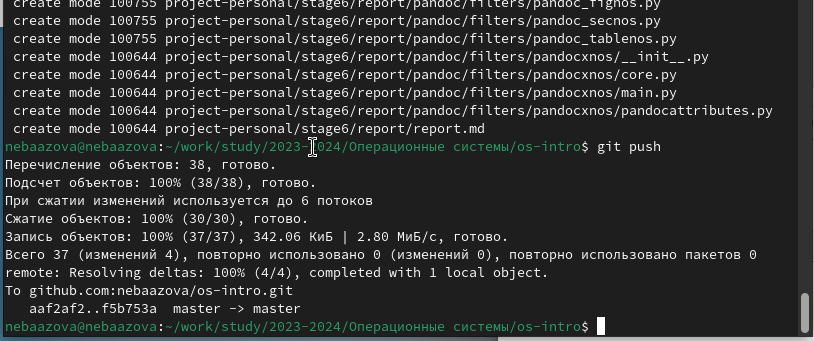 create mode 100755 project-personal/stage6/report/pandoc/filters/pandoc_fignos.py
create mode 100755 project-personal/stage6/report/pandoc/filters/pandoc_secnos.py
create mode 100755 project-personal/stage6/report/pandoc/filters/pandoc_tablenos.py
create mode 100644 project-personal/stage6/report/pandoc/filters/pandocxnos/__init__.py
create mode 100644 project-personal/stage6/report/pandoc/filters/pandocxnos/core.py
create mode 100644 project-personal/stage6/report/pandoc/filters/pandocxnos/main.py
create mode 100644 project-personal/stage6/report/pandoc/filters/pandocxnos/pandocattributes.py
create mode 100644 project-personal/stage6/report/report.md
nebaazova@nebaazova:~/work/study/2023-2024/Операционные системы/os-intro$ git push
Перечисление объектов: 38, готово.
Подсчет объектов: 100% (38/38), готово.
При сжатии изменений используется до 6 потоков
Сжатие объектов: 100% (30/30), готово.
Запись объектов: 100% (37/37), 342.06 КиБ | 2.80 МиБ/с, готово.
Всего 37 (изменений 4), повторно использовано 0 (изменений 0), повторно использовано пакетов 0
remote: Resolving deltas: 100% (4/4), completed with 1 local object.
To github.com:nebaazova/os-intro.git
   aaf2af2..f5b753a  master -> master
nebaazova@nebaazova:~/work/study/2023-2024/Операционные системы/os-intro$